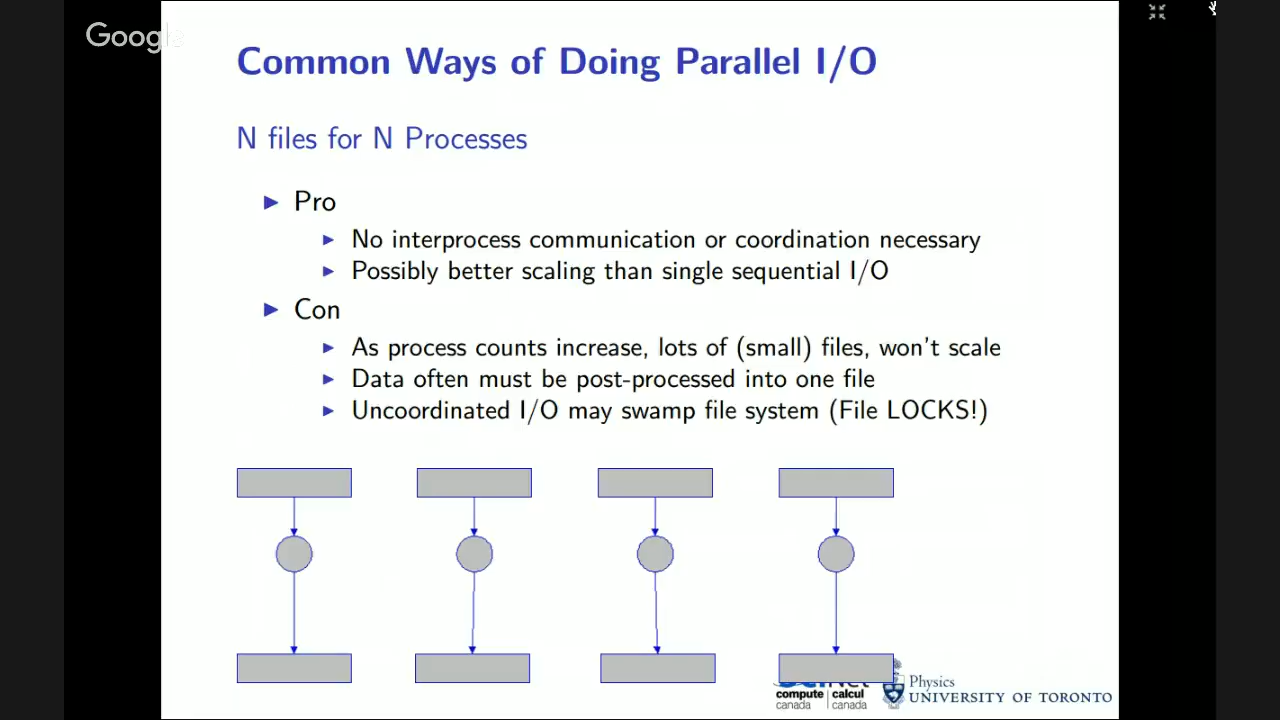 Google
Common Ways of Doing Parallel I/O
N files for N Processes
Pro
No interprocess communication or coordination necessary
Possibly better scaling than single sequential I/O
Con
As process counts increase, lots of (small) files, won't scale
Data often must be post-processed into one file
Uncoordinated I/O may swamp file system (File LOCKS!)
compute | calcul
canada canada
Physics
UNIVERSITY OF TORONTO